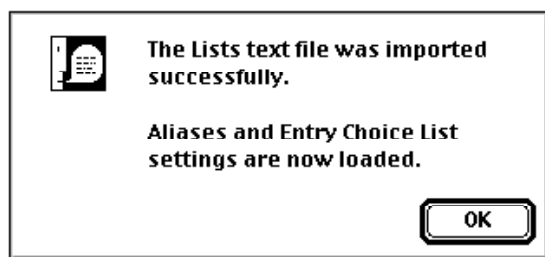 The Lists text file was imported
successfully.
Aliases and Entry Choice List
settings are now loaded.
OK